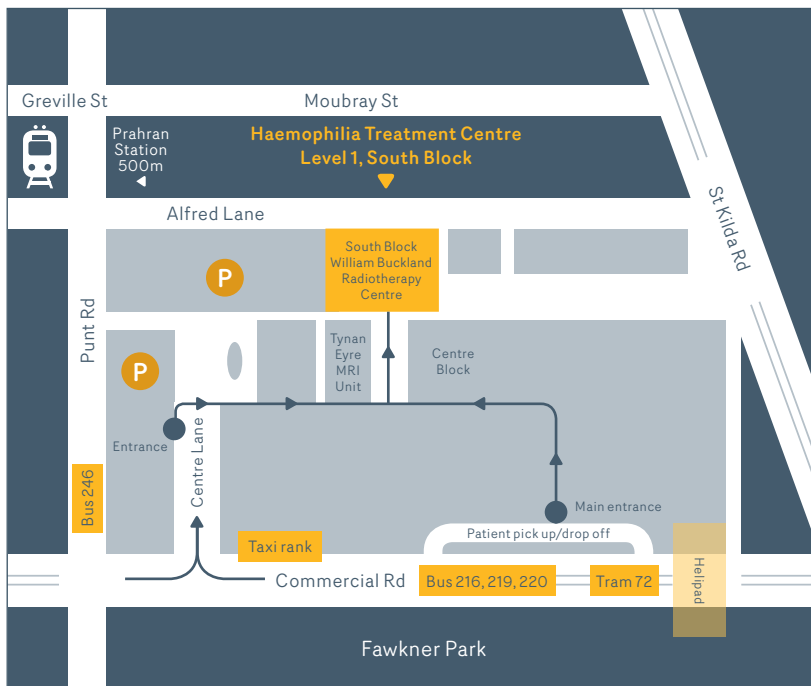 Greville St
Moubray St
Prahran
Station
500m
Haemophilia Treatment Centre
Level 1, South Block
Alfred Lane
St Kilda Rd
P
South Block
William Buckland
Radiotherapy
Centre
Punt Rd
P
Tynan
Eyre
MRI
Unit
Centre
Block
Entrance
Centre Lane
Bus 246
Main entrance
Patient pick up/drop off
Taxi rank
Helipad
Commercial Rd
Bus 216, 219, 220
Tram 72
Fawkner Park